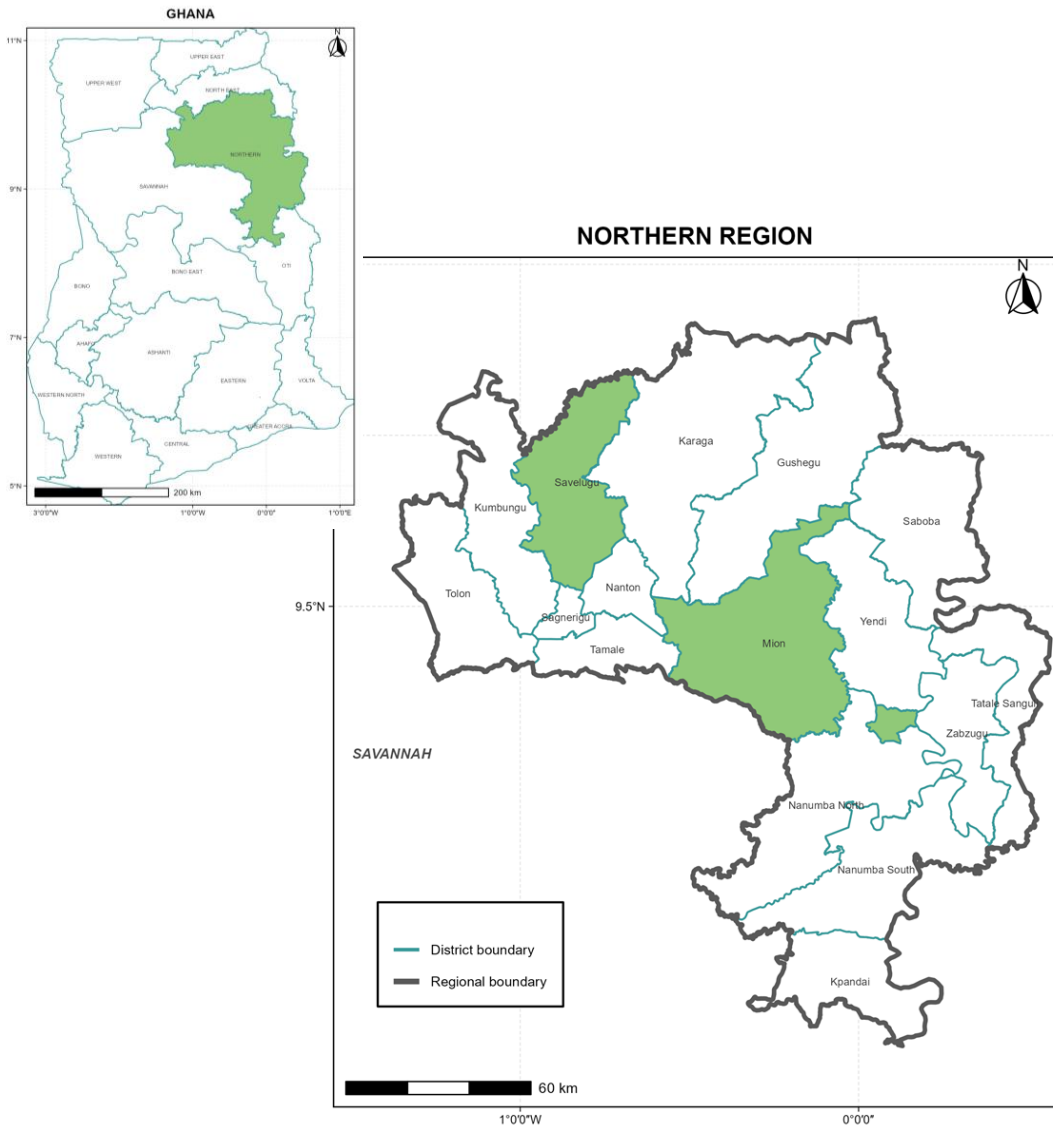 GHANA
N
11°N
9°N
7°N
5°N
UPPER EAST
UPPER WEST
NORTH EAST
NORTHERN
SAVANNAH
OTI
BONO EAST
BONO
AHAFO
ASHANTI
EASTERN
VOLTA
WESTERN NORTH
GREATER ACCRA
CENTRAL
WESTERN
200 km
3°0'0"W
1°0'0"W
0°0'0"
1°0'0"E
NORTHERN REGION
N
Karaga
Gushegu
Savelugu
Kumbungu
Saboba
Tolon
Nanton
Sagnerigu
Yendi
Tamale
Mion
Tatale Sangul
Zabzugu
Nanumba North
Nanumba South
Kpandai
9.5°N
SAVANNAH
District boundary
Regional boundary
60 km
1°0'0"W
0°0'0"